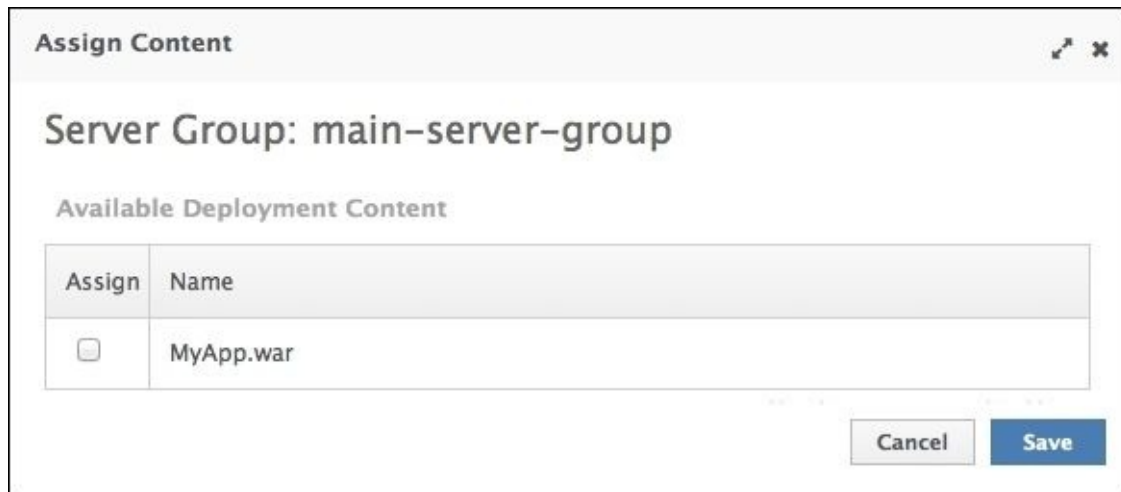 Assign Content
Server Group: main-server-group
Available Deployment Content
Assign Name
MyApp.war
Cancel Save